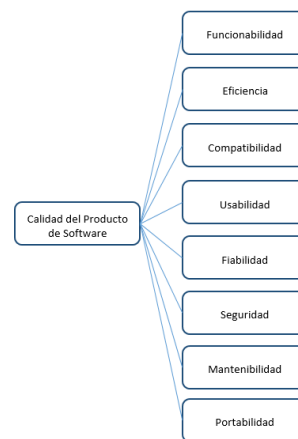 Funcionabilidad
Eficiencia
Compatibilidad
Calidad del Producto
de Software
Usabilidad
Fiabilidad
Seguridad
Mantenibilidad
Portabilidad